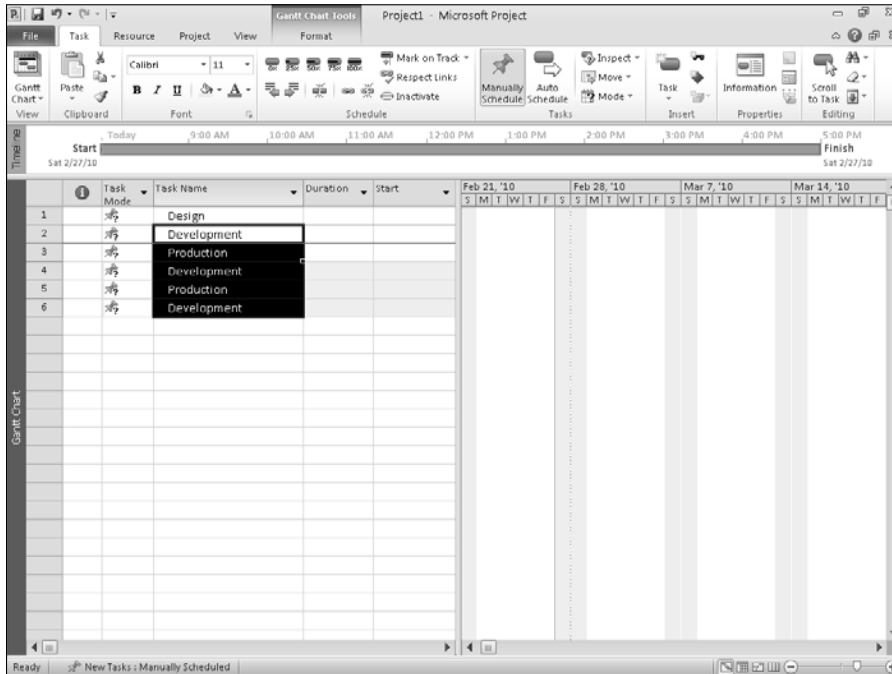 Gantt Chart Tools Project1 - Microsoft Project
File Task Resource Project View Format
Calibri 11
Mark on Track
Inspect
Respect Links
Move
Inactivate
Mode
Gantt Chart
Paste
B I U A
0% 25% 50% 75% 100%
Manually Schedule
Auto Schedule
Task
Information
Scroll to Task
View Clipboard Font Schedule Tasks Insert Properties Editing
Timeline
Today 9:00 AM 10:00 AM 11:00 AM 12:00 PM 1:00 PM 2:00 PM 3:00 PM 4:00 PM 5:00 PM
Start Finish
Sat 2/27/10 Sat 2/27/10
Task Mode Task Name Duration Start
Feb 21, '10 Feb 28, '10 Mar 7, '10 Mar 14, '10
S M T W T F S S M T W T F S S M T W T F S S M T W T F
1 Design
2 Development
3 Production
4 Development
5 Production
6 Development
Gantt Chart
Ready New Tasks : Manually Scheduled